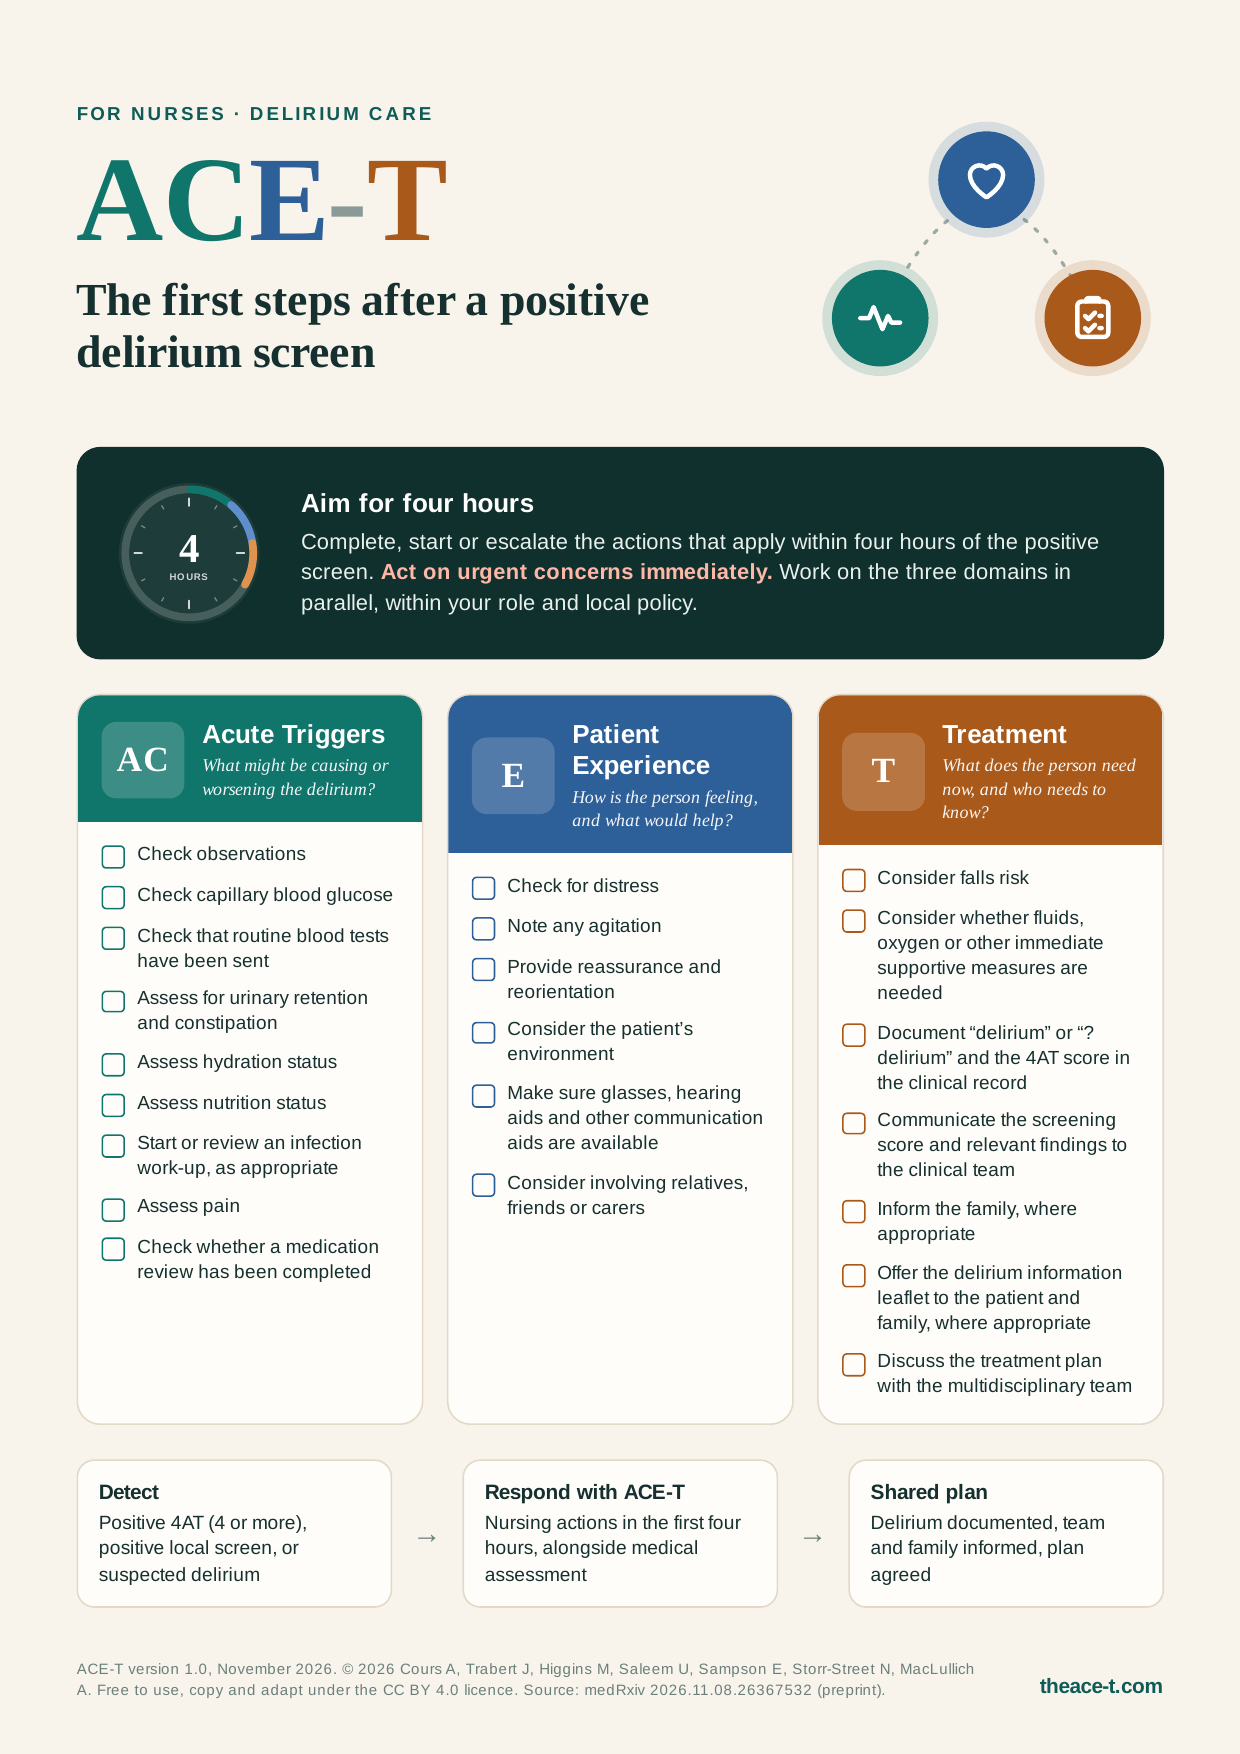 FOR NURSES · DELIRIUM CARE
ACE-T
The first steps after a positive
delirium screen
4
HOURS
Aim for four hours
Complete, start or escalate the actions that apply within four hours of the positive
screen. Act on urgent concerns immediately. Work on the three domains in
parallel, within your role and local policy.
AC
Acute Triggers
What might be causing or
worsening the delirium?
Check observations
Check capillary blood glucose
Check that routine blood tests
have been sent
Assess for urinary retention
and constipation
Assess hydration status
Assess nutrition status
Start or review an infection
work-up, as appropriate
Assess pain
Check whether a medication
review has been completed
E
Patient
Experience
How is the person feeling,
and what would help?
Check for distress
Note any agitation
Provide reassurance and
reorientation
Consider the patient’s
environment
Make sure glasses, hearing
aids and other communication
aids are available
Consider involving relatives,
friends or carers
T
Treatment
What does the person need
now, and who needs to
know?
Consider falls risk
Consider whether fluids,
oxygen or other immediate
supportive measures are
needed
Document “delirium” or “?
delirium” and the 4AT score in
the clinical record
Communicate the screening
score and relevant findings to
the clinical team
Inform the family, where
appropriate
Offer the delirium information
leaflet to the patient and
family, where appropriate
Discuss the treatment plan
with the multidisciplinary team
Detect
Positive 4AT (4 or more),
positive local screen, or
suspected delirium
→
Respond with ACE-T
Nursing actions in the first four
hours, alongside medical
assessment
→
Shared plan
Delirium documented, team
and family informed, plan
agreed
ACE-T version 1.0, November 2026. © 2026 Cours A, Trabert J, Higgins M, Saleem U, Sampson E, Storr-Street N, MacLullich
A. Free to use, copy and adapt under the CC BY 4.0 licence. Source: medRxiv 2026.11.08.26367532 (preprint).
theace-t.com